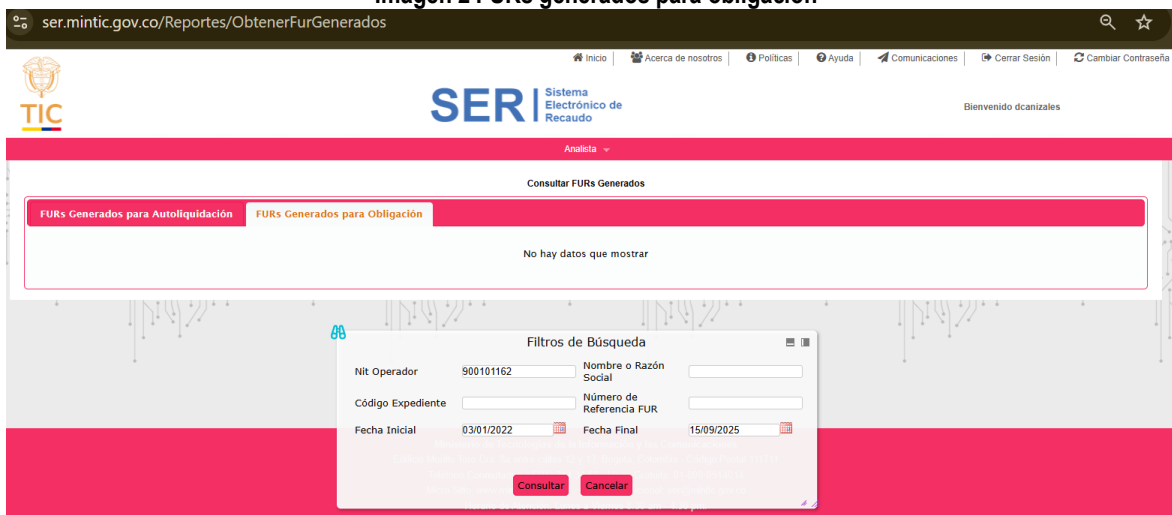 Imagen 2 FURs generados para obligación
ser.mintic.gov.co/Reportes/ObtenerFurGenerados
Inicio Acerca de nosotros Políticas Ayuda Comunicaciones Cerrar Sesión Cambiar Contraseña
TIC
SER Sistema
Electrónico de
Recaudo
Bienvenido dcanizales
Analista
Consultar FURs Generados
FURs Generados para Autoliquidación FURs Generados para Obligación
No hay datos que mostrar
Filtros de Búsqueda
Nit Operador 900101162 Nombre o Razón
Social
Código Expediente Número de
Referencia FUR
Fecha Inicial 03/01/2022 Fecha Final 15/09/2025
Consultar Cancelar